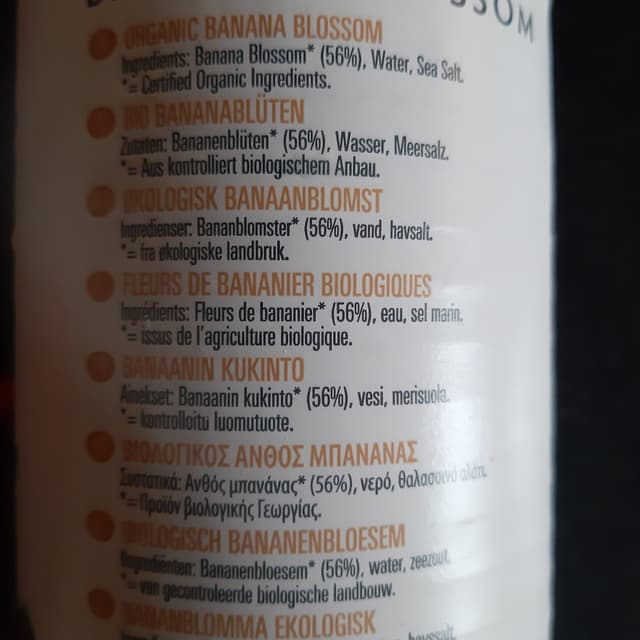 SSOM
ORGANIC BANANA BLOSSOM
Ingredients: Banana Blossom* (56%), Water, Sea Salt.
*= Certified Organic Ingredients.
BIO BANANABLÜTEN
Zutaten: Bananenblüten* (56%), Wasser, Meersalz.
*= Aus kontrolliert biologischem Anbau.
ØKOLOGISK BANAANBLOMST
Ingredienser: Bananblomster* (56%), vand, havsalt.
*= fra økologiske landbruk.
FLEURS DE BANANIER BIOLOGIQUES
Ingrédients: Fleurs de bananier* (56%), eau, sel marin.
*= issus de l'agriculture biologique.
BANAANIN KUKINTO
Ainekset: Banaanin kukinto* (56%), vesi, merisuola.
*= kontrolloitu luomutuote.
ΒΙΟΛΟΓΙΚΟΣ ΑΝΘΟΣ ΜΠΑΝΑΝΑΣ
Συστατικά: Ανθός μπανάνας* (56%), νερό, θαλασσινό αλάτι.
*= Προϊόν βιολογικής Γεωργίας.
BIOLOGISCH BANANENBLOESEM
Ingrediënten: Bananenbloesem* (56%), water, zeezout.
*= van gecontroleerde biologische landbouw.
BANANBLOMMA EKOLOGISK
havssalt.